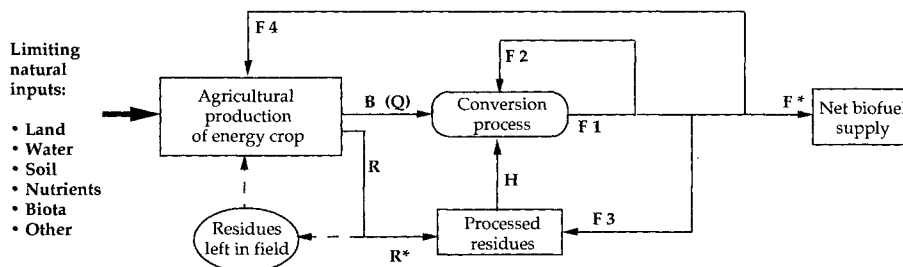 Limiting
natural
inputs:
• Land
• Water
• Soil
• Nutrients
• Biota
• Other
F 4
Agricultural
production
of energy crop
B (Q)
F 2
Conversion
process
F 1
F *
Net biofuel
supply
R
H
F 3
Residues
left in field
R*
Processed
residues